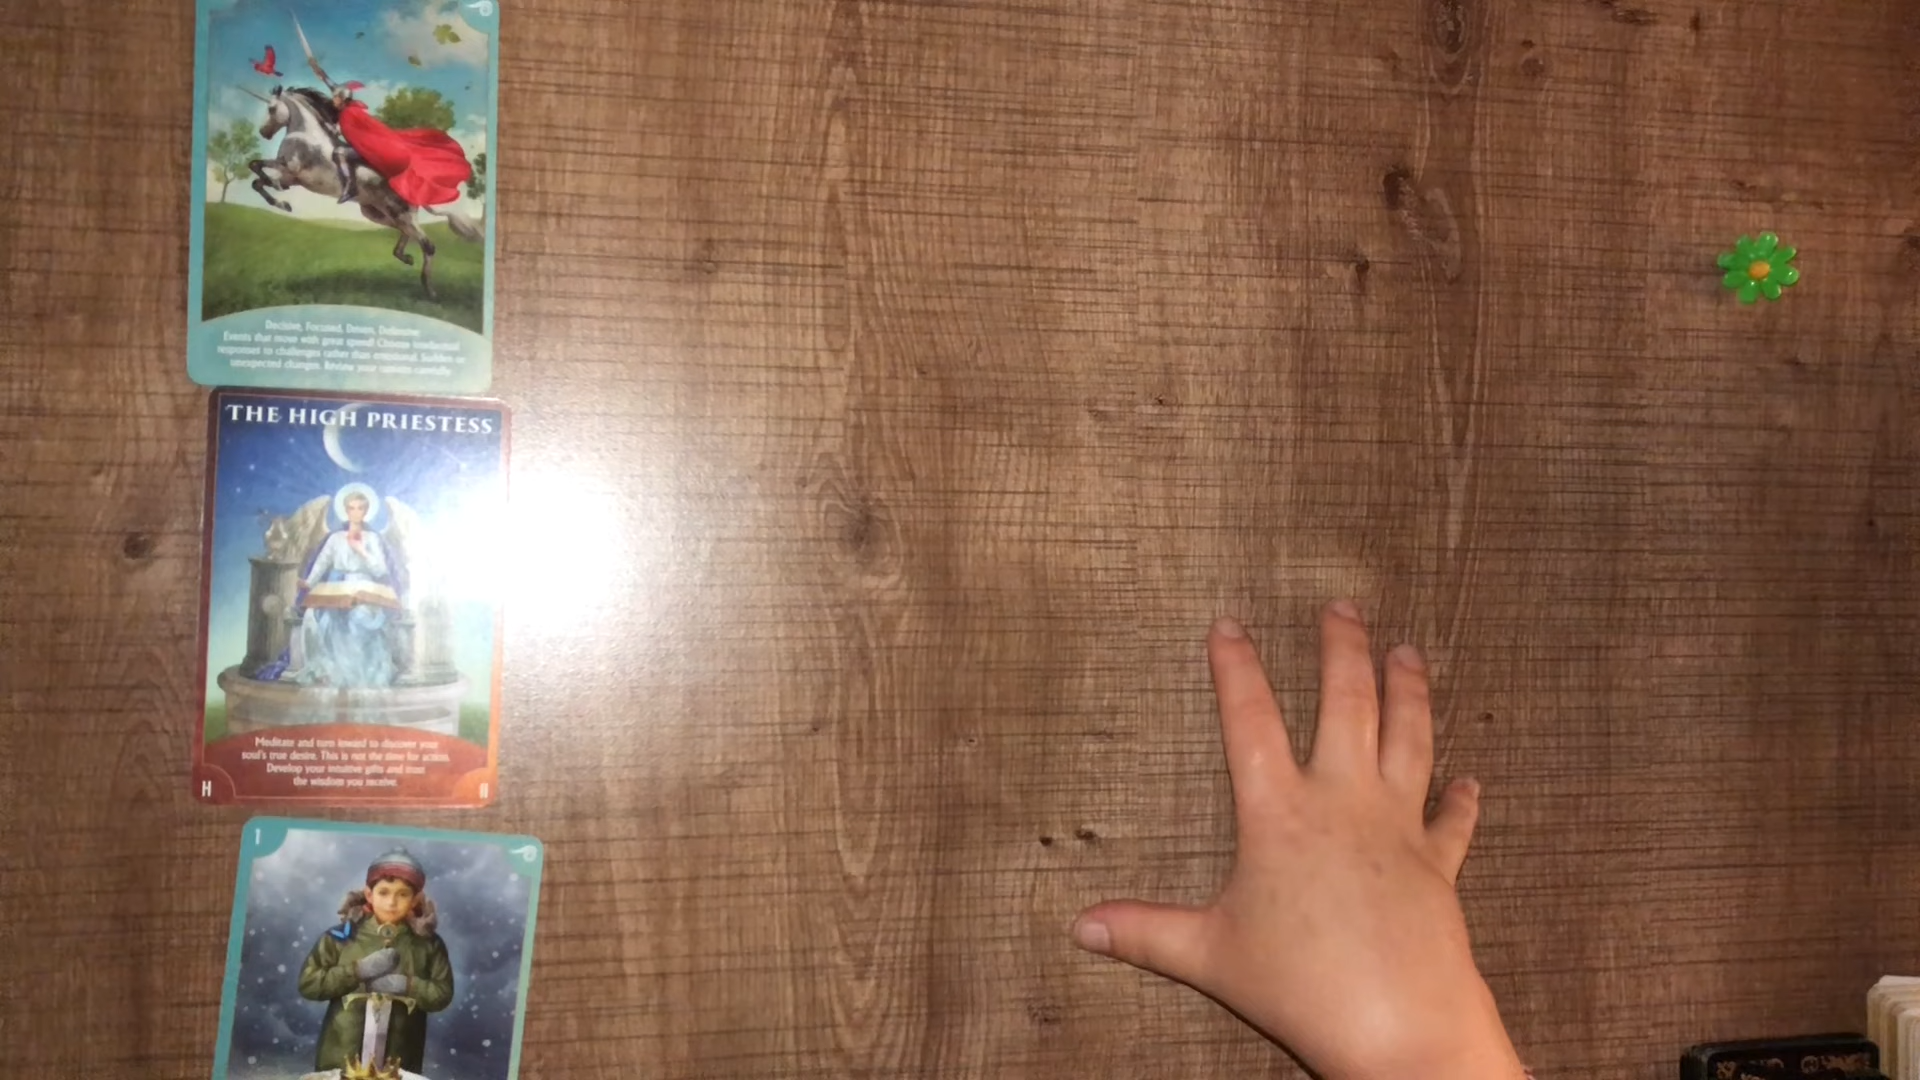 Decisive, Focused, Driven, Defensive
Events that move with great speed! Choose intellectual
responses to challenges rather than emotional. Sudden or
unexpected changes. Review your options carefully.
THE HIGH PRIESTESS
Meditate and turn inward to discover your
soul's true desire. This is not the time for action.
Develop your intuitive gifts and trust
the wisdom you receive.
H
II
1